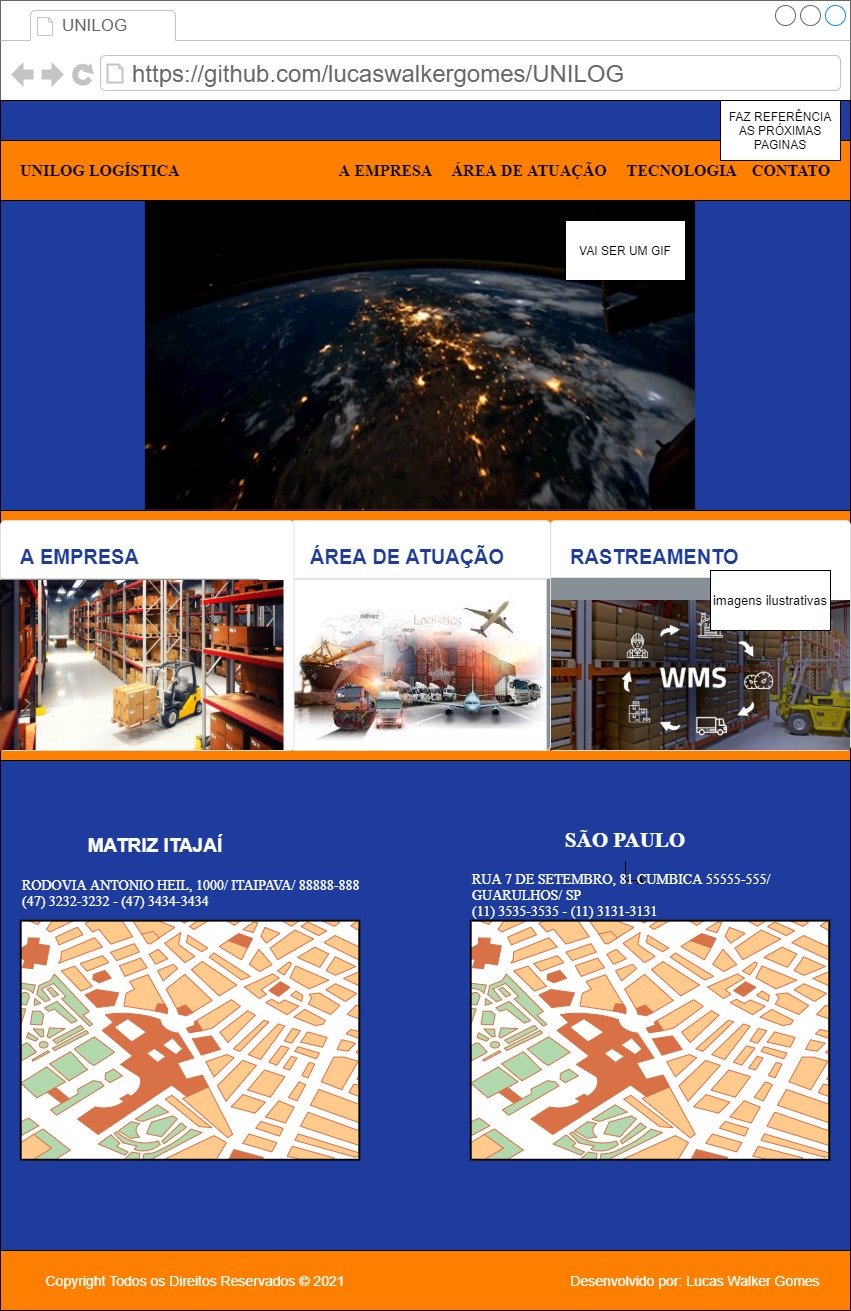 UNILOG
https://github.com/lucaswalkergomes/UNILOG
FAZ REFERÊNCIA
AS PRÓXIMAS
PAGINAS
UNILOG LOGÍSTICA
A EMPRESA
ÁREA DE ATUAÇÃO
TECNOLOGIA
CONTATO
VAI SER UM GIF
A EMPRESA
ÁREA DE ATUAÇÃO
RASTREAMENTO
imagens ilustrativas
Logistics
WMS
MATRIZ ITAJAÍ
RODOVIA ANTONIO HEIL, 1000/ ITAIPAVA/ 88888-888
(47) 3232-3232 - (47) 3434-3434
SÃO PAULO
RUA 7 DE SETEMBRO, 81-CUMBICA 55555-555/
GUARULHOS/ SP
(11) 3535-3535 - (11) 3131-3131
Copyright Todos os Direitos Reservados © 2021
Desenvolvido por: Lucas Walker Gomes